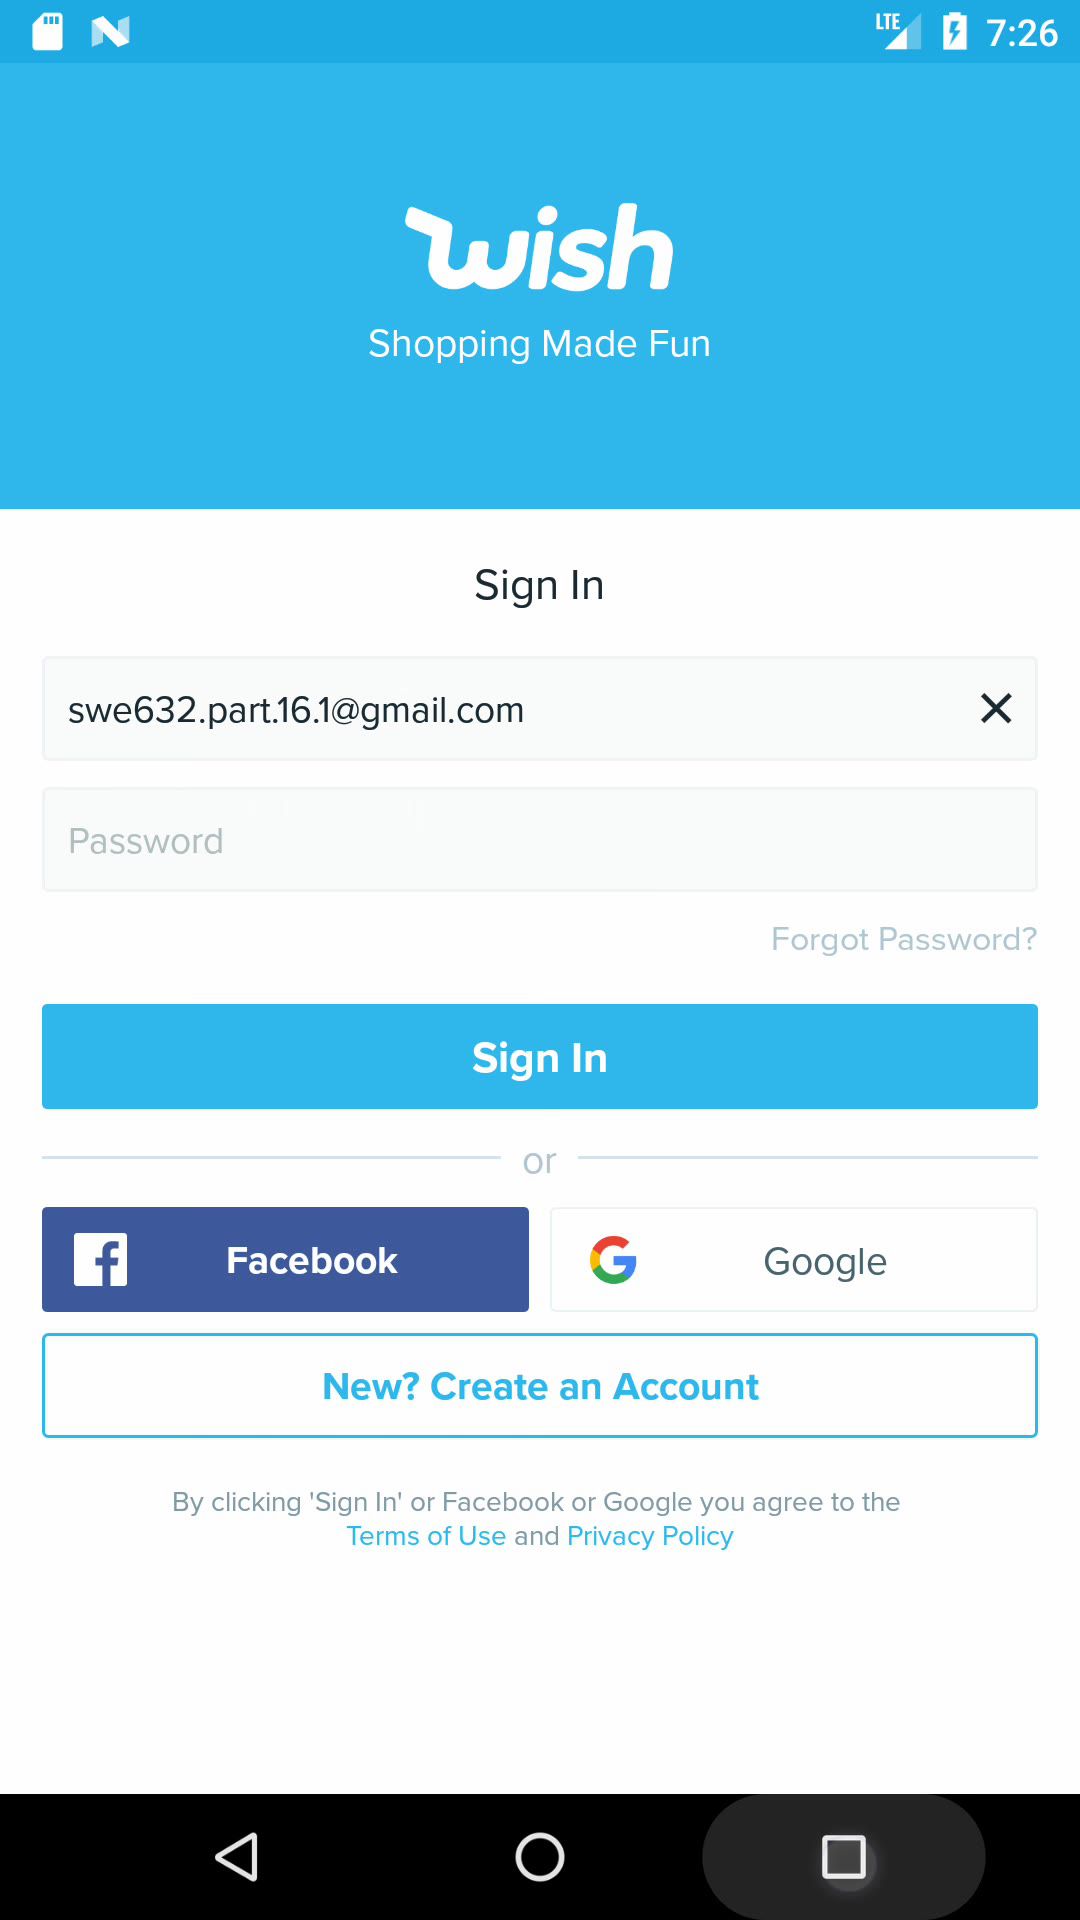 LTE 7:26
wish
Shopping Made Fun
Sign In
swe632.part.16.1@gmail.com
Password
Forgot Password?
Sign In
or
Facebook
Google
New? Create an Account
By clicking 'Sign In' or Facebook or Google you agree to the
Terms of Use and Privacy Policy